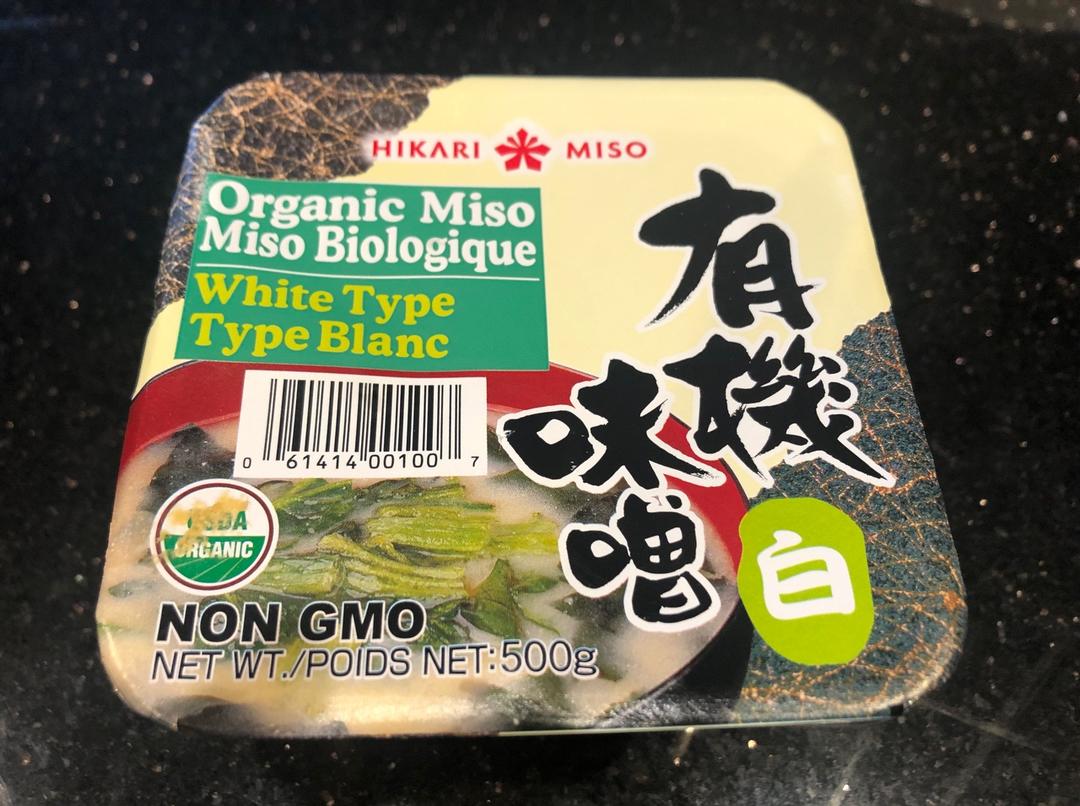 HIKARI MISO
Organic Miso
Miso Biologique
White Type
Type Blanc
有機
味噌
白
0 61414 00100 7
USDA
ORGANIC
NON GMO
NET WT./POIDS NET:500g